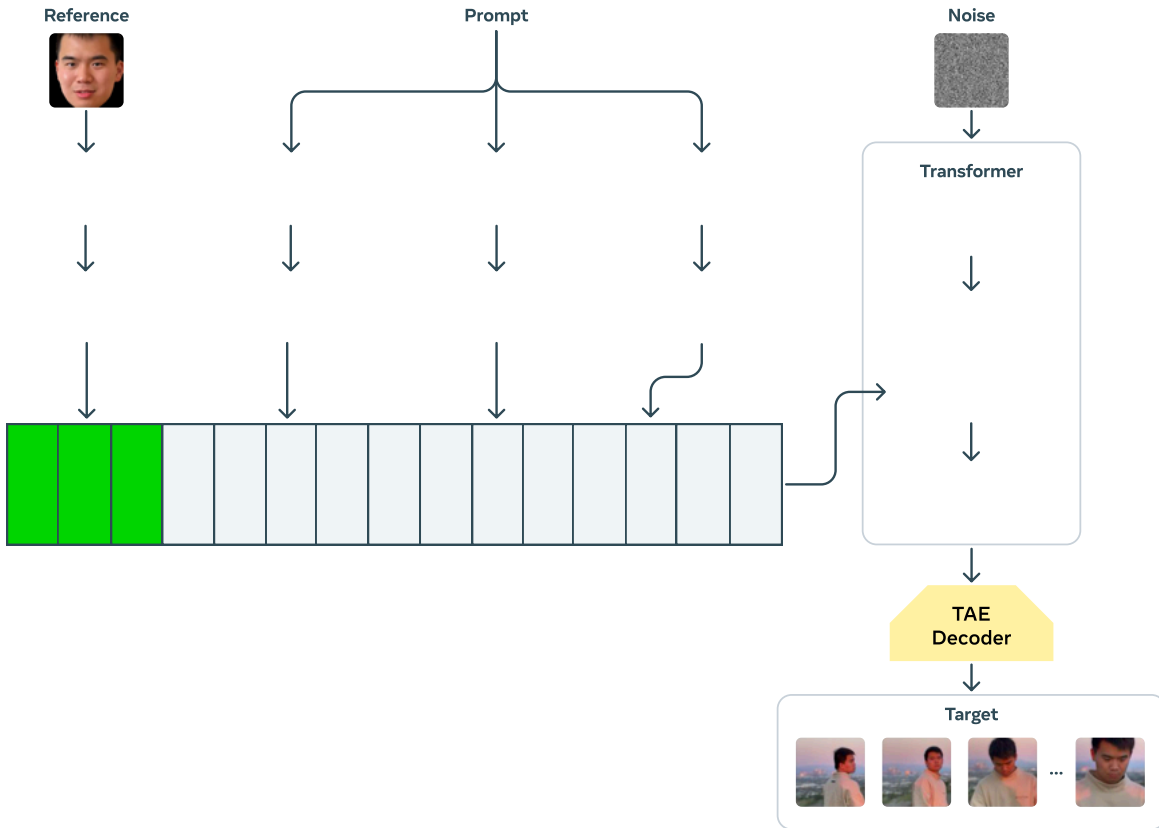 Reference
Prompt
Noise
Transformer
TAE
Decoder
Target
...